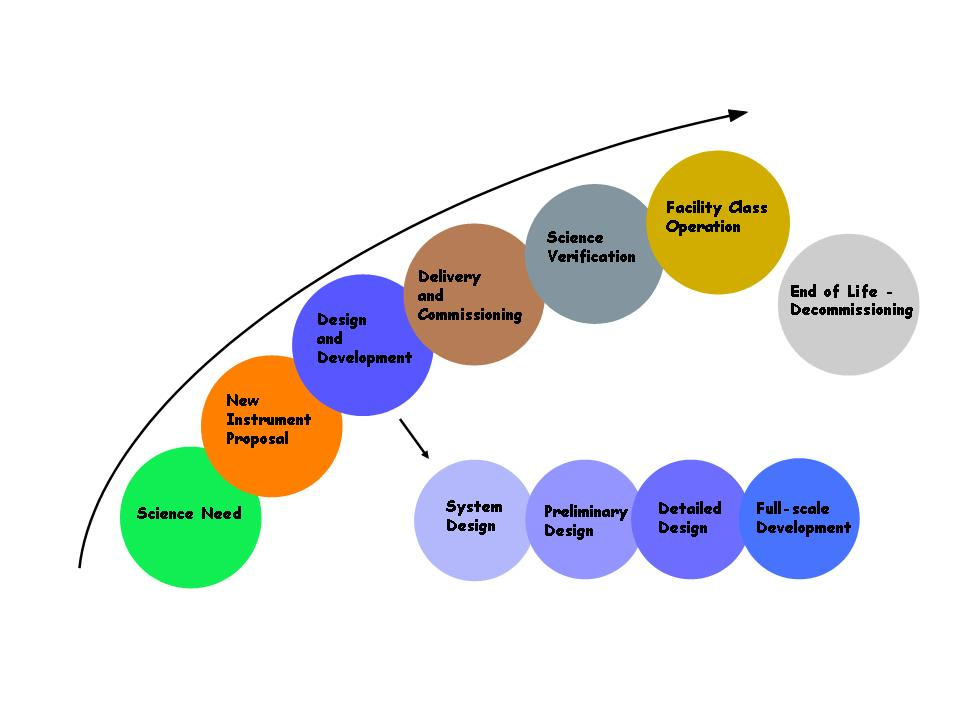 Science Need
New
Instrument
Proposal
Design
and
Development
Delivery
and
Commissioning
Science
Verification
Facility Class
Operation
End of Life -
Decommissioning
System
Design
Preliminary
Design
Detailed
Design
Full-scale
Development